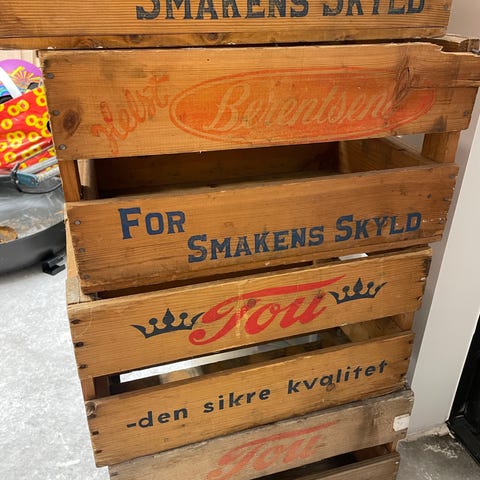 SMAKENS SKYLD
Helst
Berentsens
FOR
SMAKENS SKYLD
Tou
-den sikre kvalitet
Tou